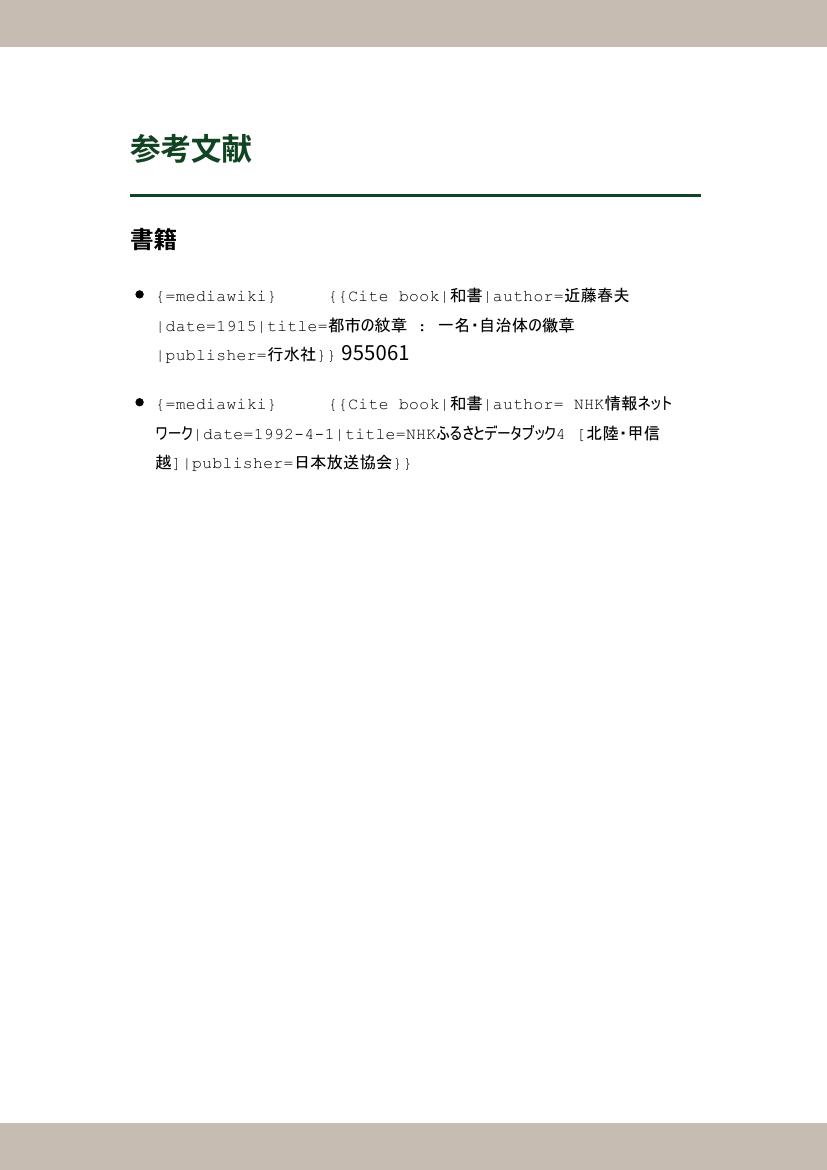 参考文献
書籍
● {=mediawiki} {{Cite book|和書|author=近藤春夫
|date=1915|title=都市の紋章 : 一名・自治体の徽章
|publisher=行水社}} 955061
● {=mediawiki} {{Cite book|和書|author= NHK情報ネット
ワーク|date=1992-4-1|title=NHKふるさとデータブック4 [北陸・甲信
越]|publisher=日本放送協会}}